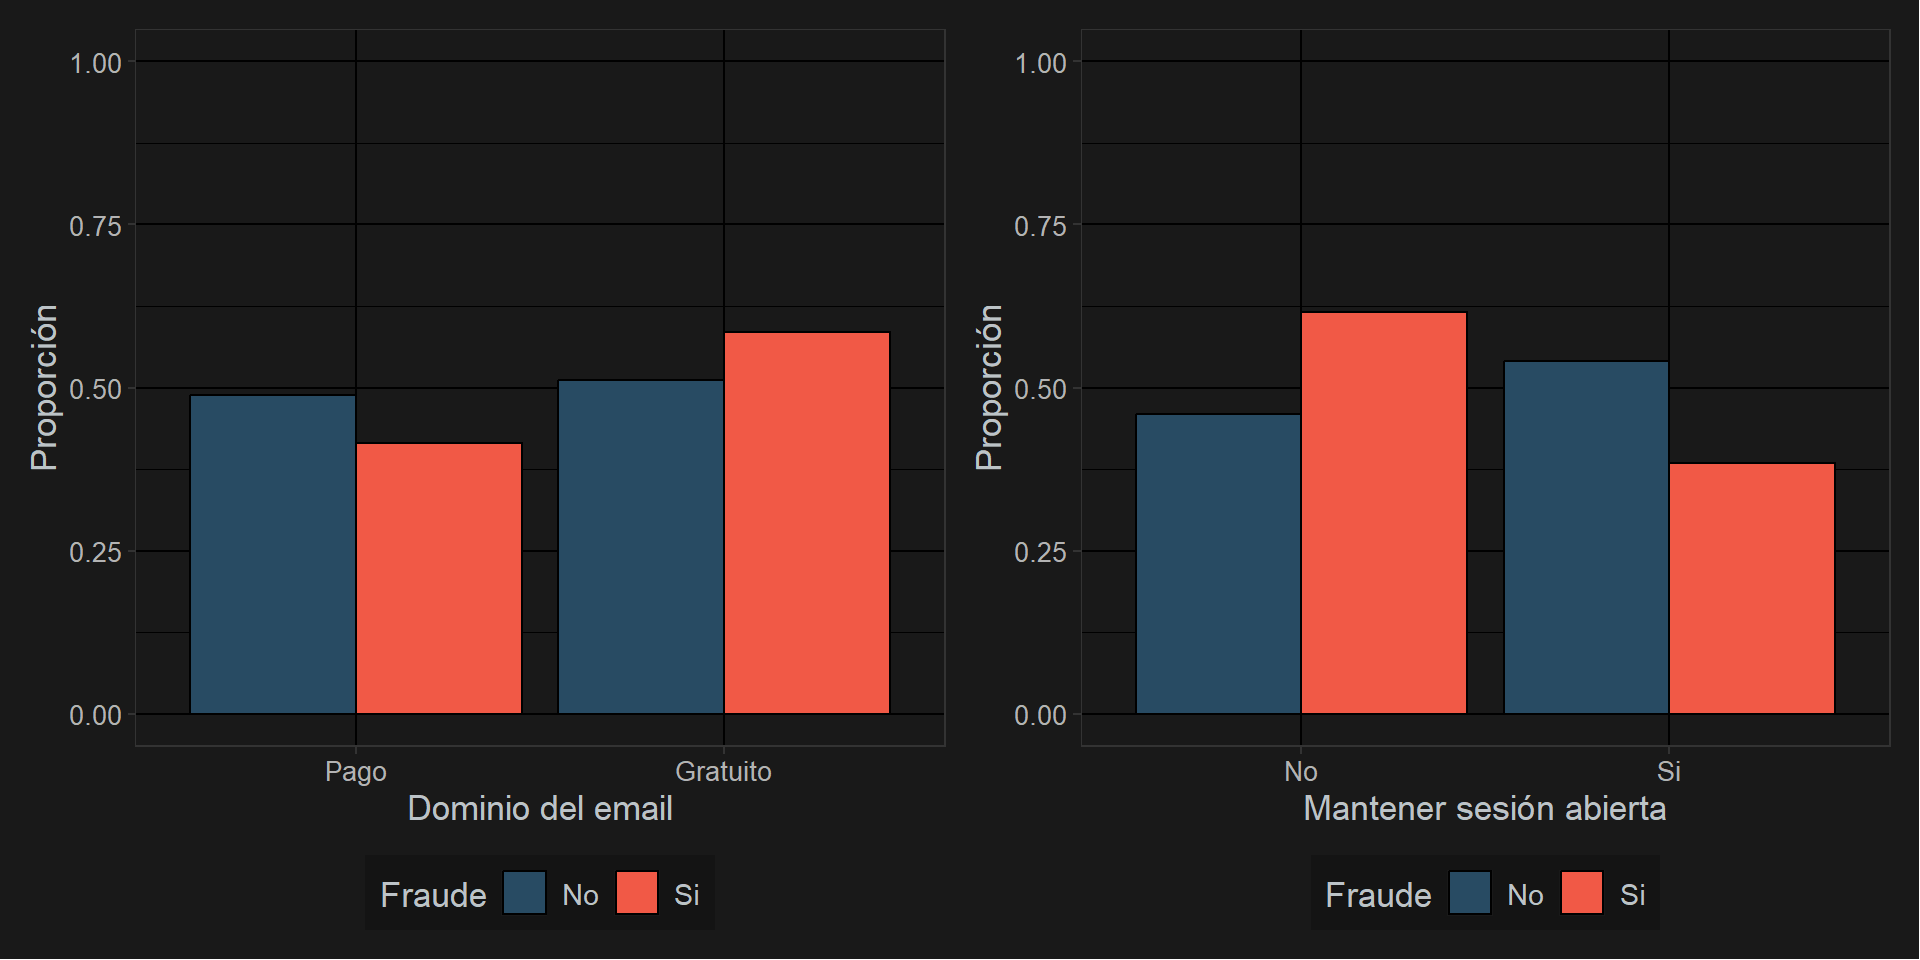 1.00
0.75
0.50
0.25
0.00
Proporción
Pago Gratuito
Dominio del email
Fraude No Si
1.00
0.75
0.50
0.25
0.00
Proporción
No Si
Mantener sesión abierta
Fraude No Si